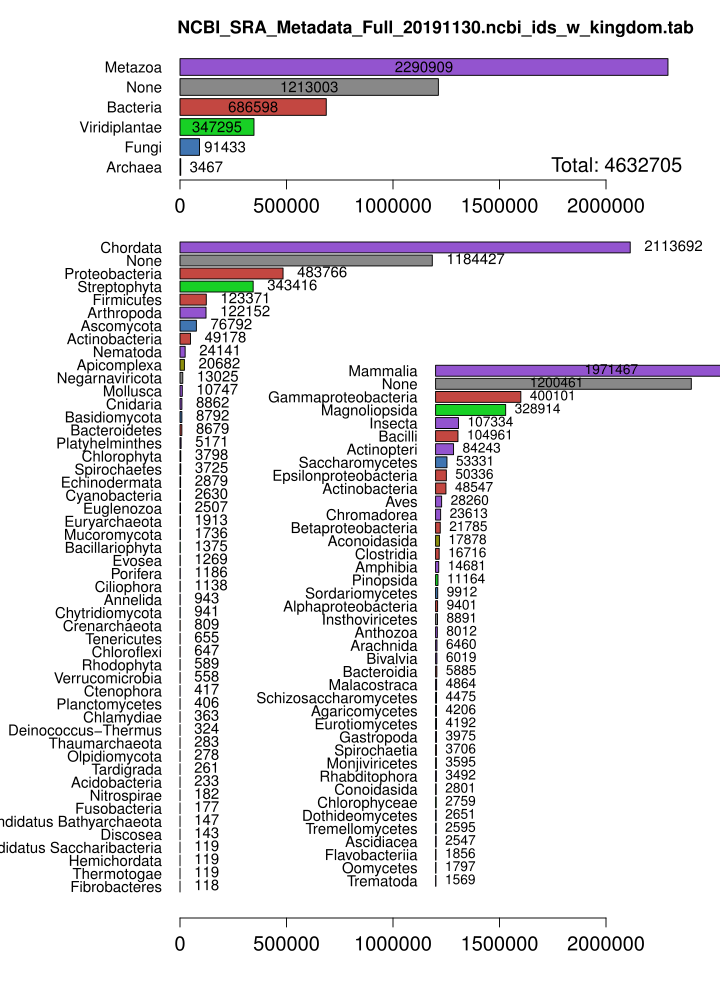 NCBI_SRA_Metadata_Full_20191130.ncbi_ids_w_kingdom.tab
Metazoa 2290909
None 1213003
Bacteria 686598
Viridiplantae 347295
Fungi 91433
Archaea 3467
Total: 4632705
0 500000 1000000 1500000 2000000
Chordata 2113692
None 1184427
Proteobacteria 483766
Streptophyta 343416
Firmicutes 123371
Arthropoda 122152
Ascomycota 76792
Actinobacteria 49178
Nematoda 24141
Apicomplexa 20682
Negarnaviricota 13025
Mollusca 10747
Cnidaria 8862
Basidiomycota 8792
Bacteroidetes 8679
Platyhelminthes 5171
Chlorophyta 3798
Spirochaetes 3725
Echinodermata 2879
Cyanobacteria 2630
Euglenozoa 2507
Euryarchaeota 1913
Mucoromycota 1736
Bacillariophyta 1375
Evosea 1269
Porifera 1186
Ciliophora 1138
Annelida 943
Chytridiomycota 941
Crenarchaeota 809
Tenericutes 655
Chloroflexi 647
Rhodophyta 589
Verrucomicrobia 558
Ctenophora 417
Planctomycetes 406
Chlamydiae 363
Deinococcus−Thermus 324
Thaumarchaeota 283
Olpidiomycota 278
Tardigrada 261
Acidobacteria 233
Nitrospirae 182
Fusobacteria 177
ndidatus Bathyarchaeota 147
Discosea 143
didatus Saccharibacteria 119
Hemichordata 119
Thermotogae 119
Fibrobacteres 118
Mammalia 1971467
None 1200461
Gammaproteobacteria 400101
Magnoliopsida 328914
Insecta 107334
Bacilli 104961
Actinopteri 84243
Saccharomycetes 53331
Epsilonproteobacteria 50336
Actinobacteria 48547
Aves 28260
Chromadorea 23613
Betaproteobacteria 21785
Aconoidasida 17878
Clostridia 16716
Amphibia 14681
Pinopsida 11164
Sordariomycetes 9912
Alphaproteobacteria 9401
Insthoviricetes 8891
Anthozoa 8012
Arachnida 6460
Bivalvia 6019
Bacteroidia 5885
Malacostraca 4864
Schizosaccharomycetes 4475
Agaricomycetes 4206
Eurotiomycetes 4192
Gastropoda 3975
Spirochaetia 3706
Monjiviricetes 3595
Rhabditophora 3492
Conoidasida 2801
Chlorophyceae 2759
Dothideomycetes 2651
Tremellomycetes 2595
Ascidiacea 2547
Flavobacteriia 1856
Oomycetes 1797
Trematoda 1569
0 500000 1000000 1500000 2000000